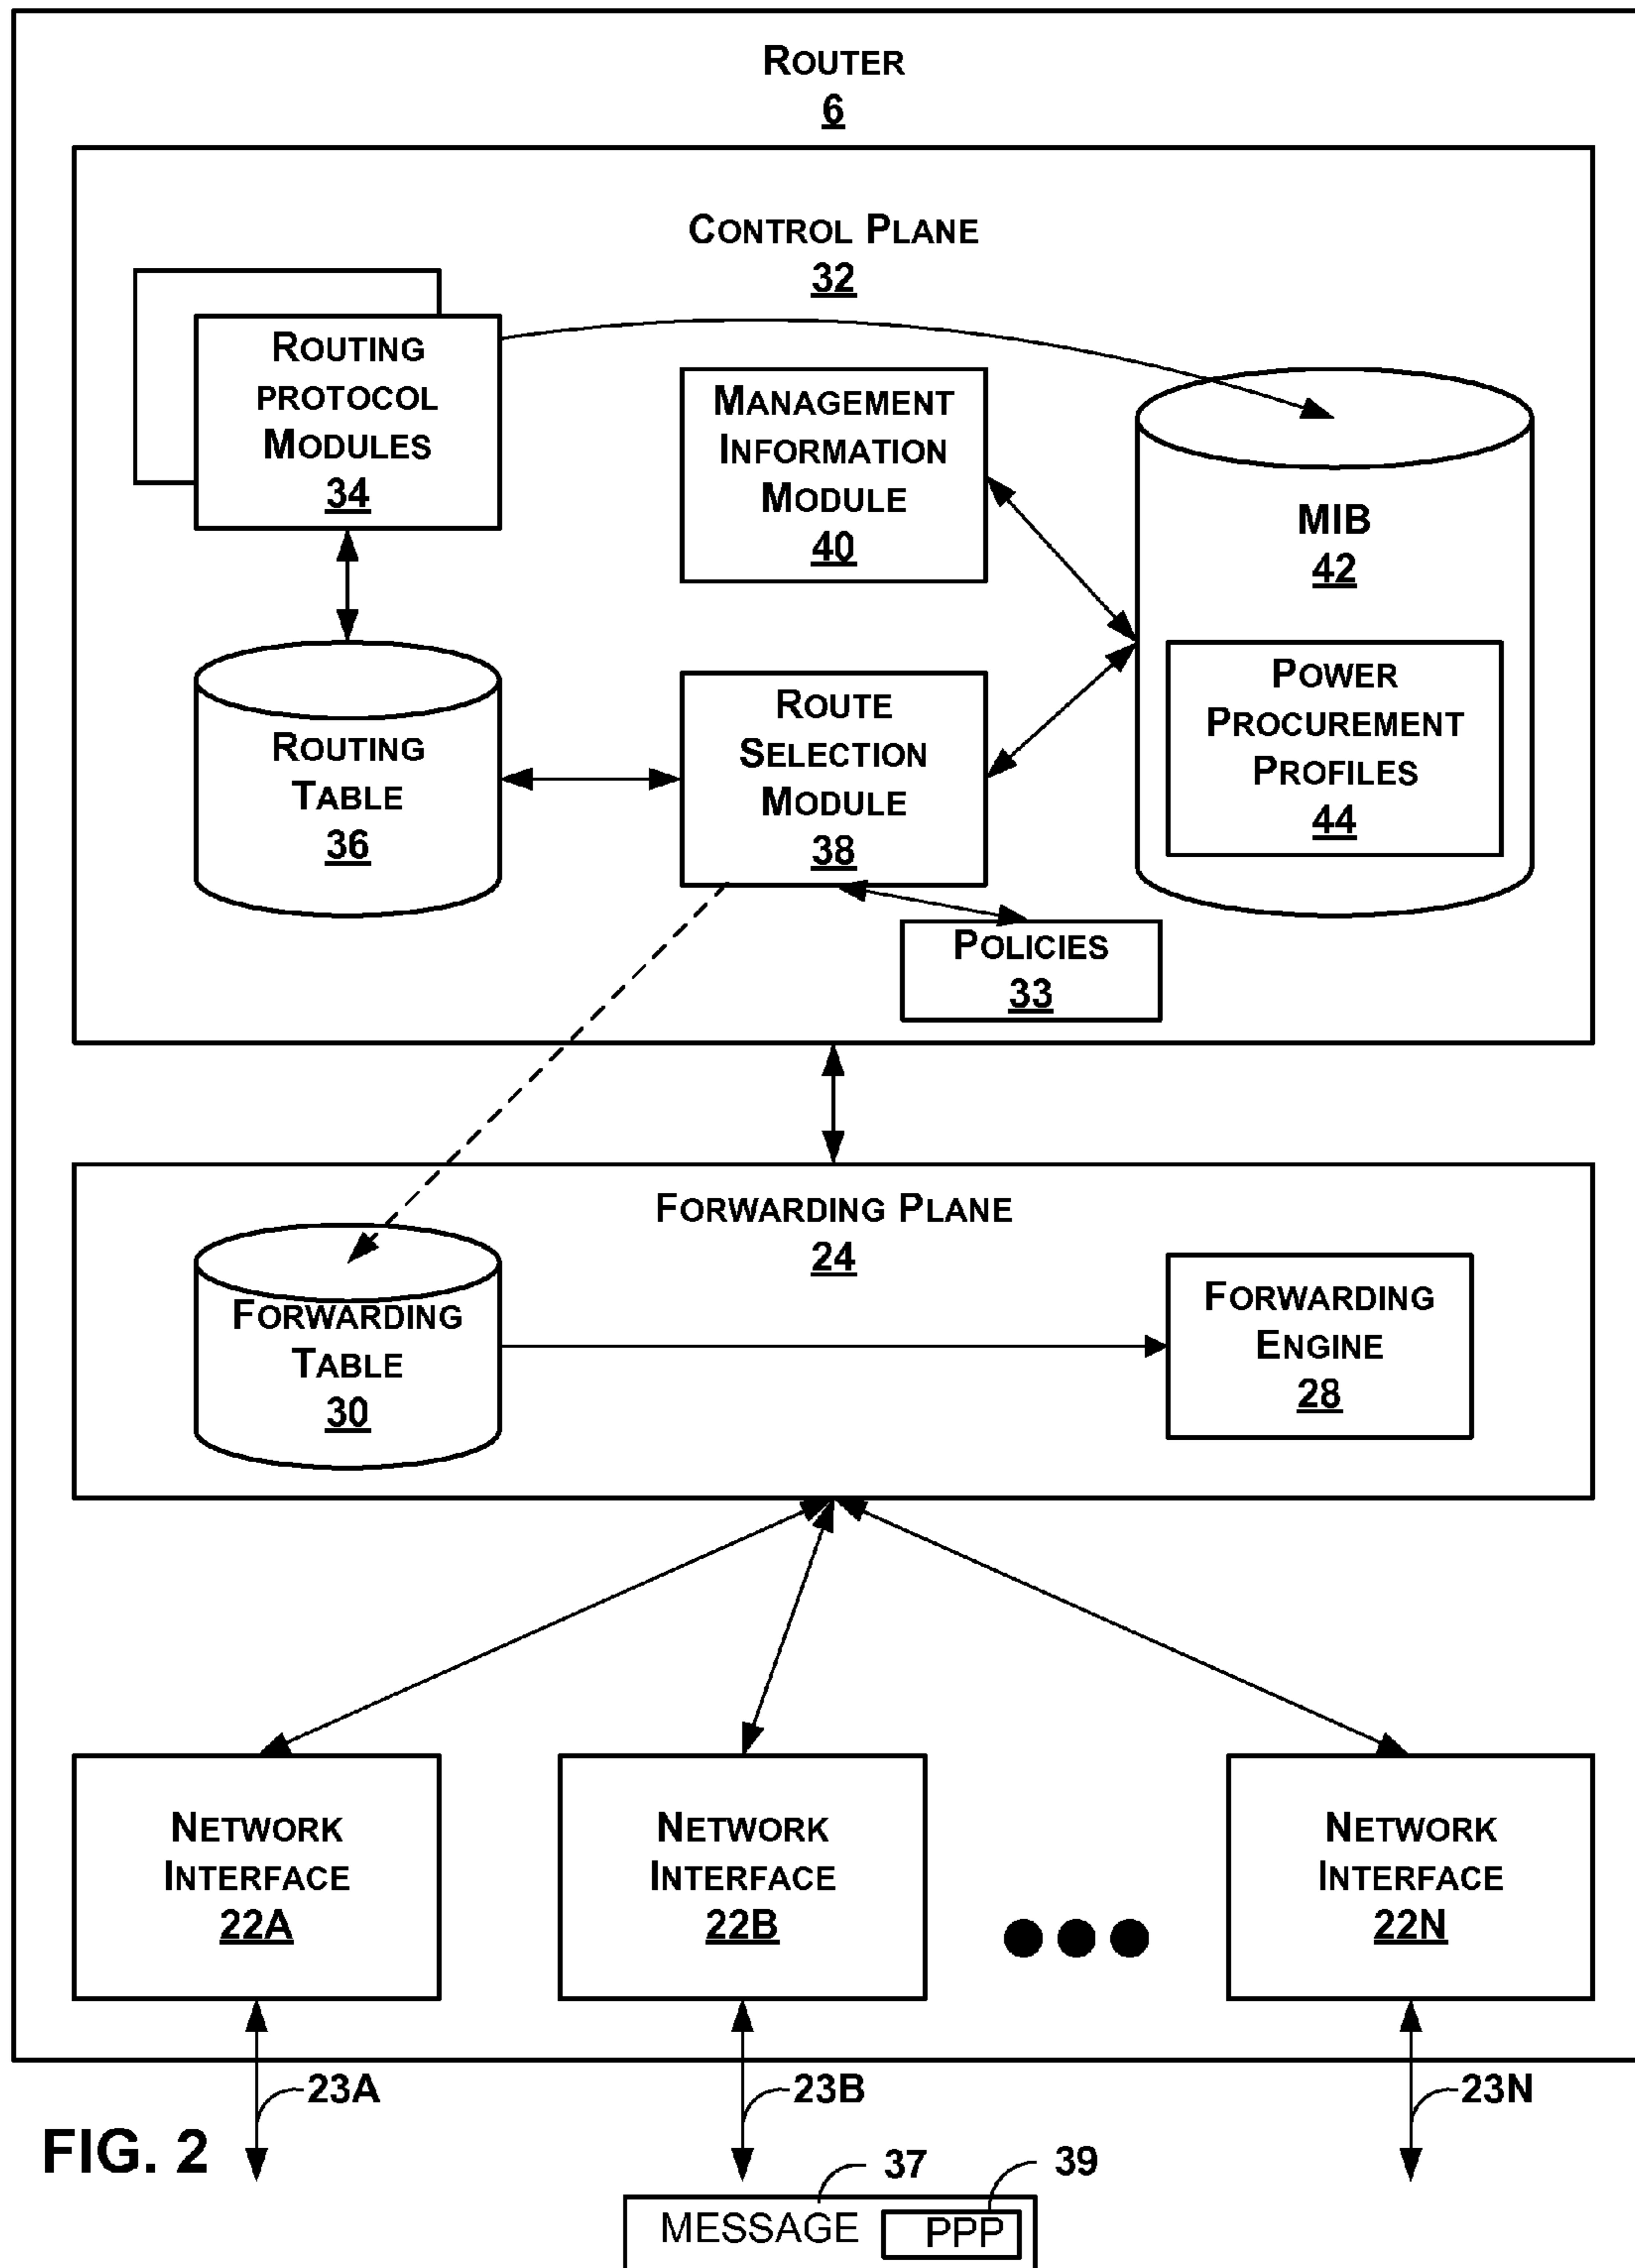 ROUTER
6
CONTROL PLANE
32
ROUTING
PROTOCOL
MODULES
34
MANAGEMENT
INFORMATION
MODULE
40
MIB
42
POWER
PROCUREMENT
PROFILES
44
ROUTING
TABLE
36
ROUTE
SELECTION
MODULE
38
POLICIES
33
FORWARDING PLANE
24
FORWARDING
TABLE
30
FORWARDING
ENGINE
28
NETWORK
INTERFACE
22A
NETWORK
INTERFACE
22B
NETWORK
INTERFACE
22N
23A
23B
23N
FIG. 2
37
39
MESSAGE
PPP